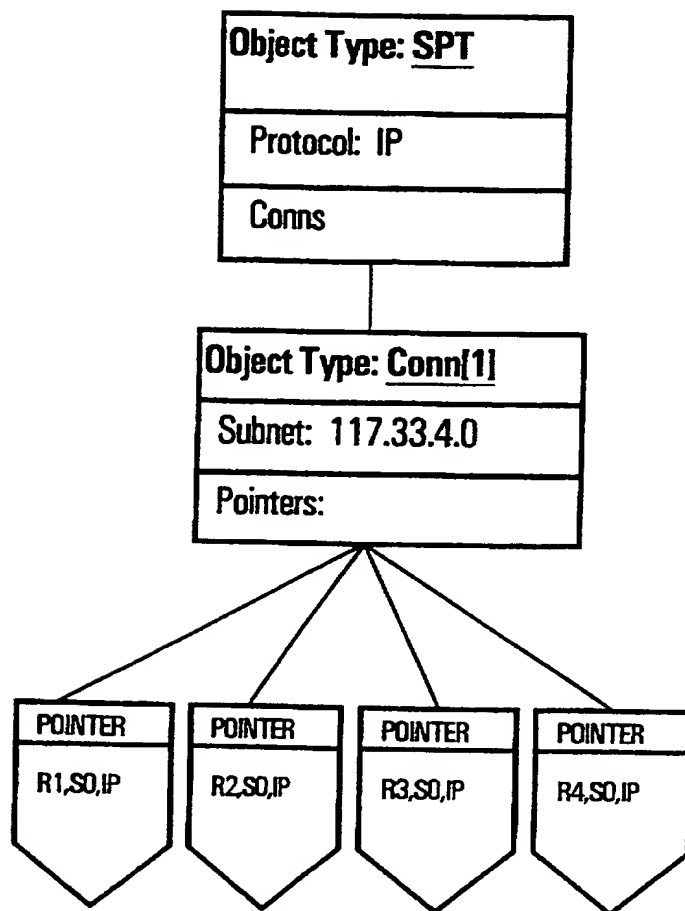 Object Type: SPT
Protocol: IP
Conns
Object Type: Conn[1]
Subnet: 117.33.4.0
Pointers:
POINTER
R1,S0,IP
POINTER
R2,S0,IP
POINTER
R3,S0,IP
POINTER
R4,S0,IP